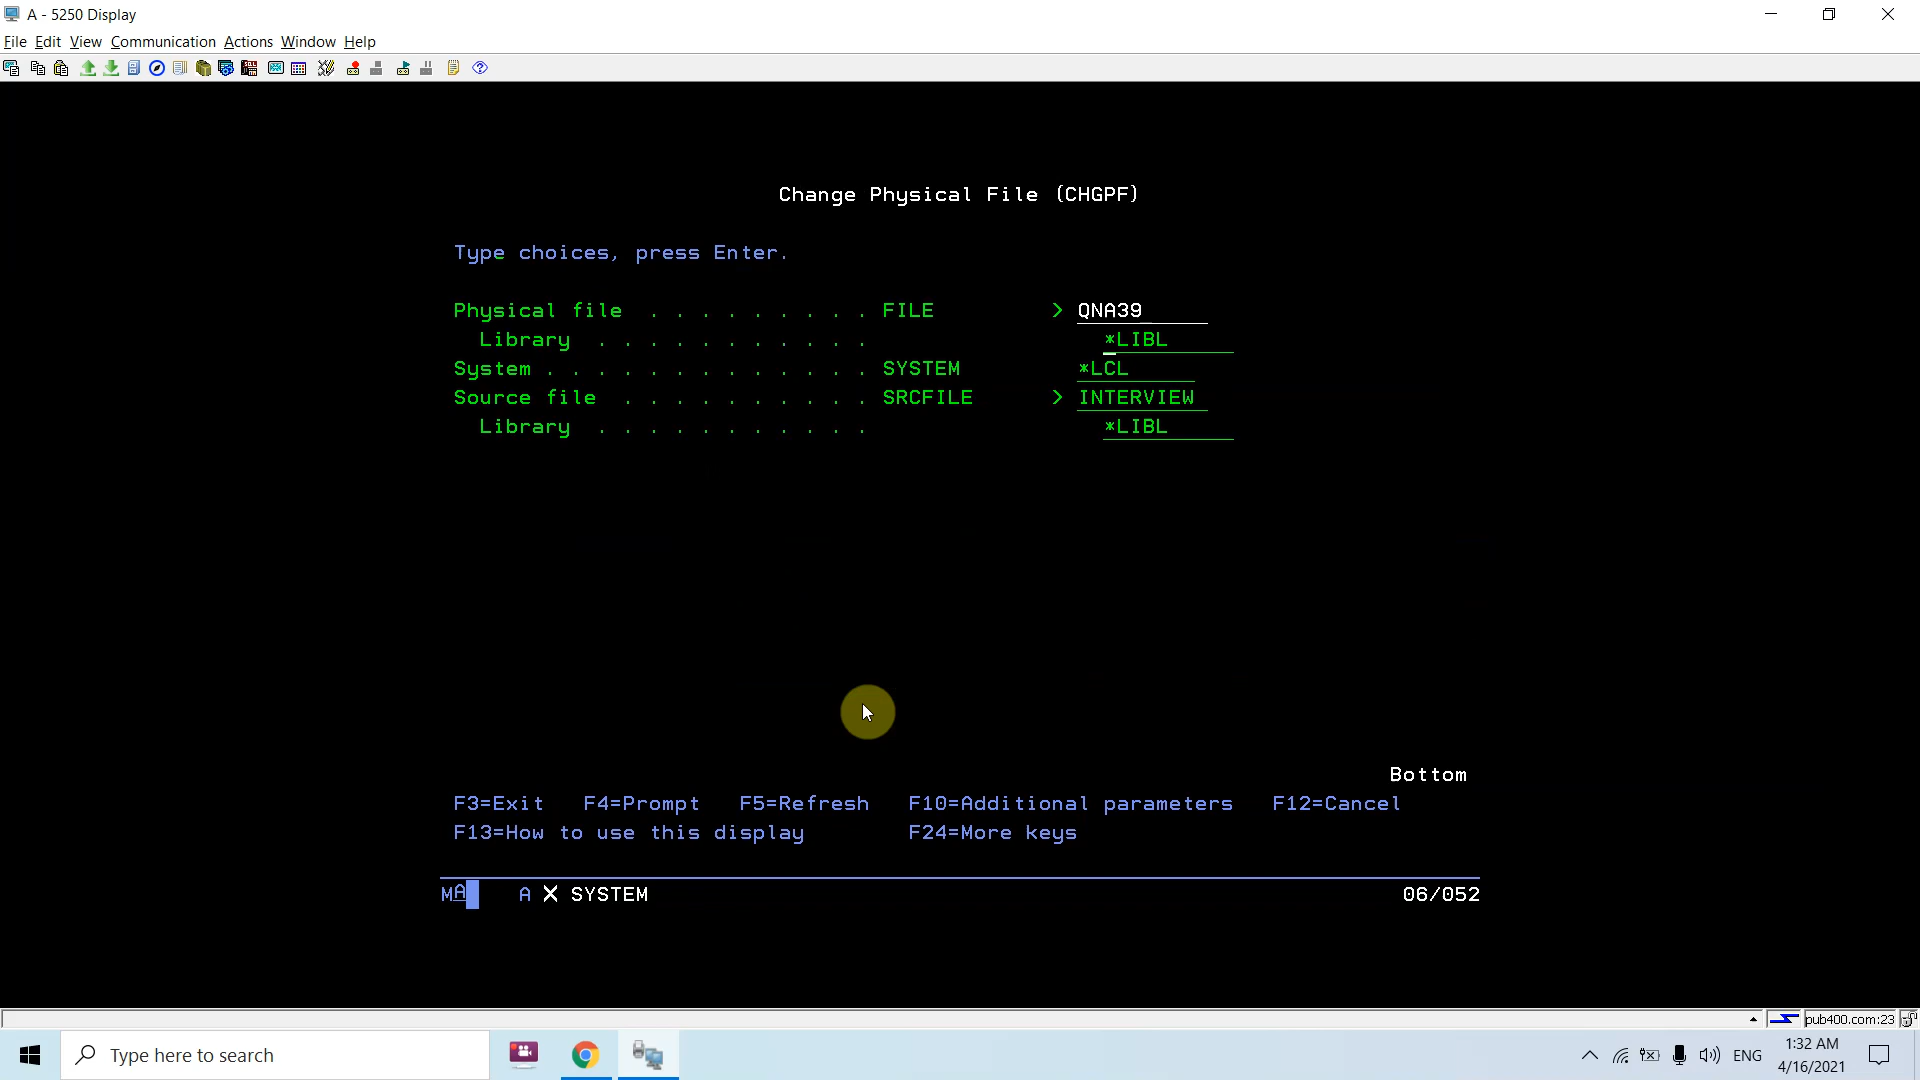 A - 5250 Display
File Edit View Communication Actions Window Help
Change Physical File (CHGPF)
Type choices, press Enter.
Physical file . . . . . . . . . FILE > QNA39
Library . . . . . . . . . . . *LIBL
System . . . . . . . . . . . . . SYSTEM *LCL
Source file . . . . . . . . . . SRCFILE > INTERVIEW
Library . . . . . . . . . . . *LIBL
Bottom
F3=Exit F4=Prompt F5=Refresh F10=Additional parameters F12=Cancel
F13=How to use this display F24=More keys
MA A X SYSTEM 06/052
pub400.com:23
Type here to search
ENG
1:32 AM
4/16/2021